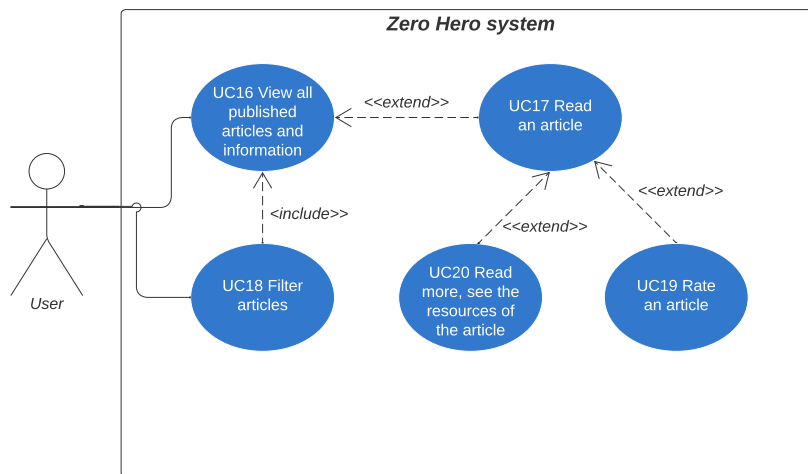 Zero Hero system
UC16 View all
published
articles and
information
<<extend>>
UC17 Read
an article
<include>>
<<extend>>
<<extend>>
User
UC18 Filter
articles
UC20 Read
more, see the
resources of
the article
UC19 Rate
an article